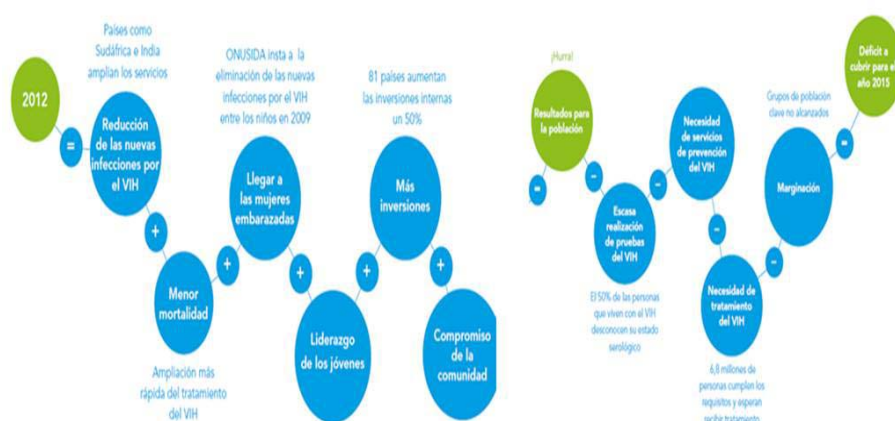 2012
=
Países como
Sudáfrica e India
amplían los servicios
Reducción
de las nuevas
infecciones por
el VIH
+
Menor
mortalidad
Ampliación más
rápida del tratamiento
del VIH
+
ONUSIDA insta a la
eliminación de las nuevas
infecciones por el VIH
entre los niños en 2009
Llegar a
las mujeres
embarazadas
+
Liderazgo
de los jóvenes
+
81 países aumentan
las inversiones internas
un 50%
Más
inversiones
+
Compromiso
de la
comunidad
=
¡Hurra!
Resultados para
la población
−
Escasa
realización
de pruebas
del VIH
El 50% de las personas
que viven con el VIH
desconocen su estado
serológico
−
Necesidad
de servicios
de prevención
del VIH
−
Necesidad de
tratamiento
del VIH
6,8 millones de
personas cumplen los
requisitos y esperan
recibir tratamiento
−
Grupos de población
clave no alcanzados
Marginación
=
Déficit a
cubrir para el
año 2015